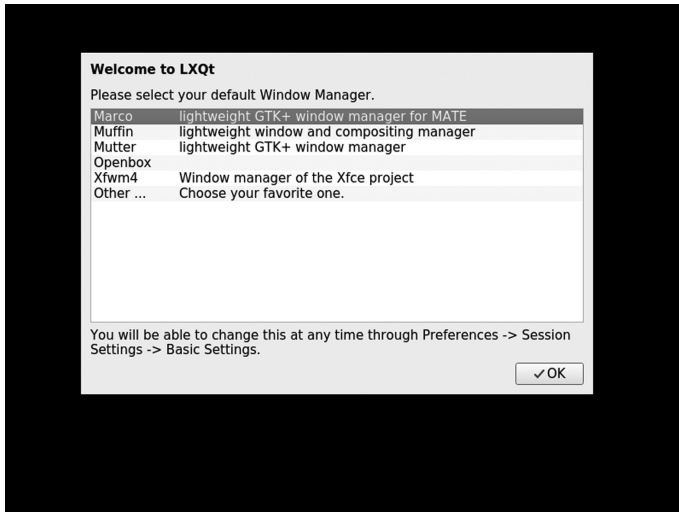 Welcome to LXQt
Please select your default Window Manager.
Marco lightweight GTK+ window manager for MATE
Muffin lightweight window and compositing manager
Mutter lightweight GTK+ window manager
Openbox
Xfwm4 Window manager of the Xfce project
Other ... Choose your favorite one.
You will be able to change this at any time through Preferences -> Session
Settings -> Basic Settings.
OK